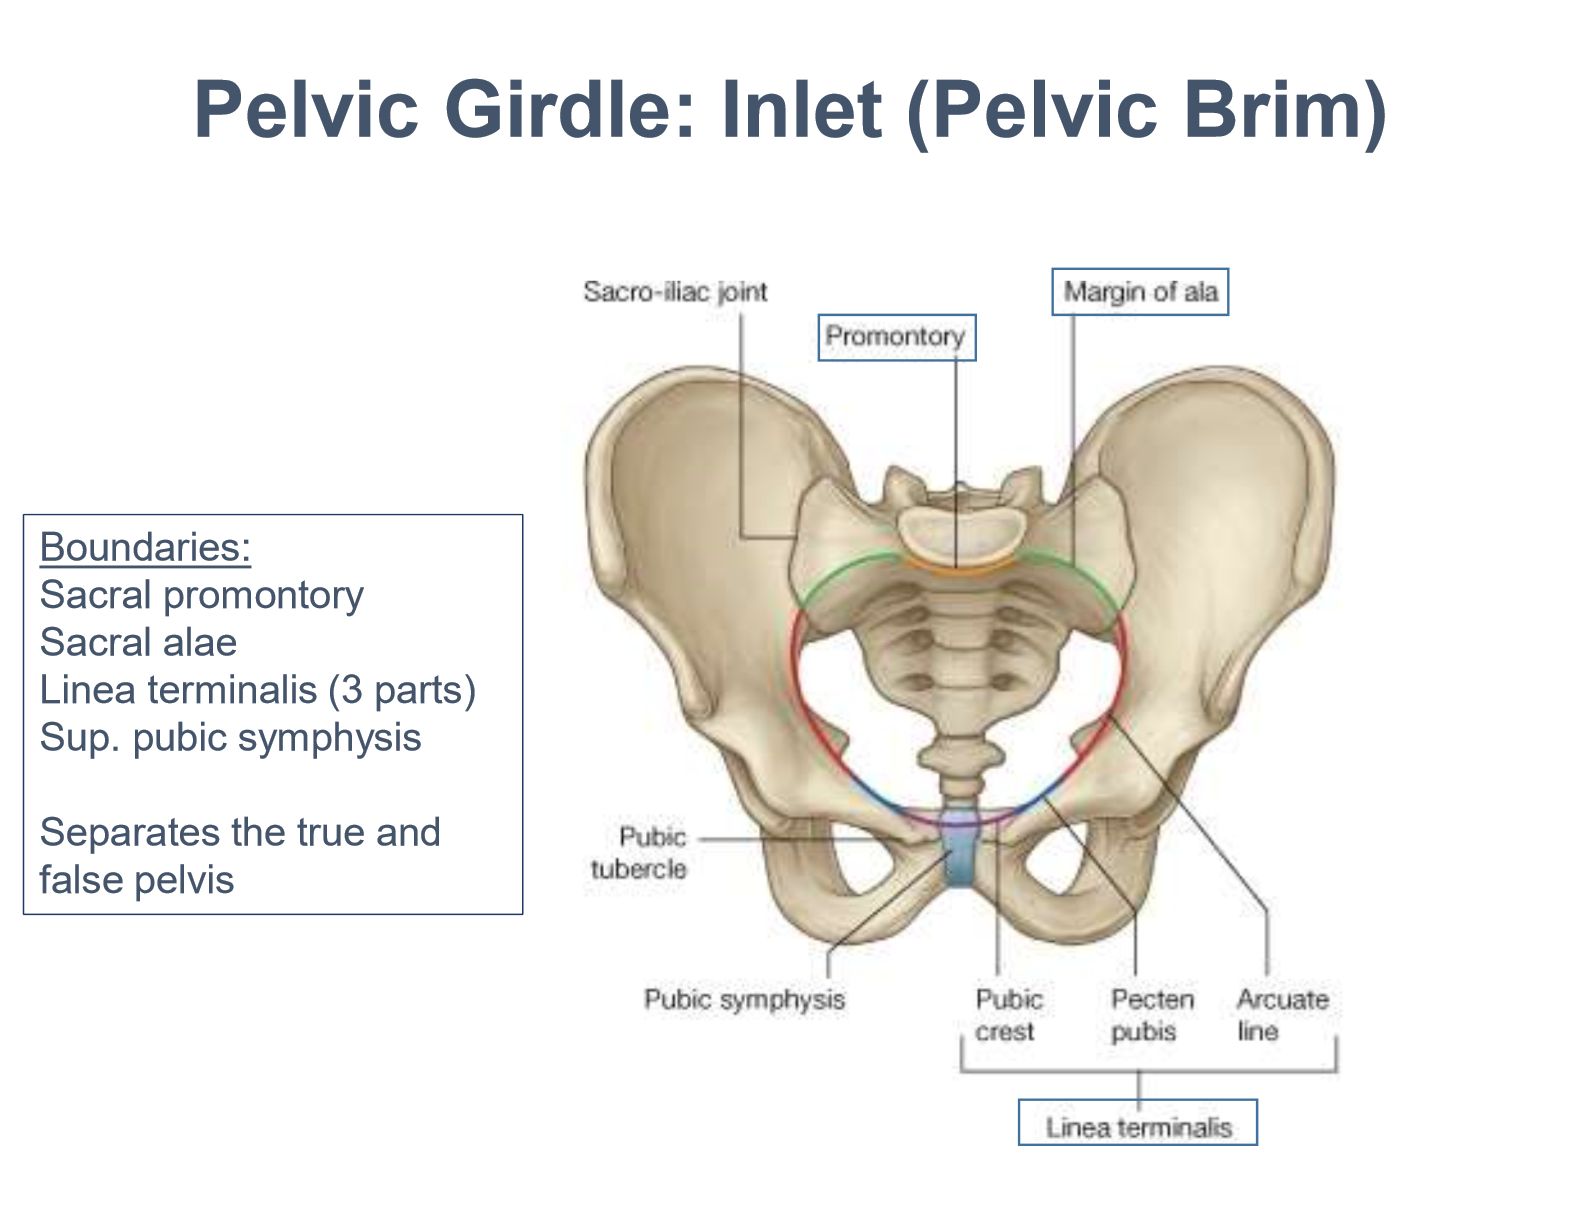 Pelvic Girdle: Inlet (Pelvic Brim)
Sacro-iliac joint
Margin of ala
Promontory
Boundaries:
Sacral promontory
Sacral alae
Linea terminalis (3 parts)
Sup. pubic symphysis
Separates the true and
false pelvis
Pubic
tubercle
Pubic symphysis
Pubic
crest
Pecten
pubis
Arcuate
line
Linea terminalis